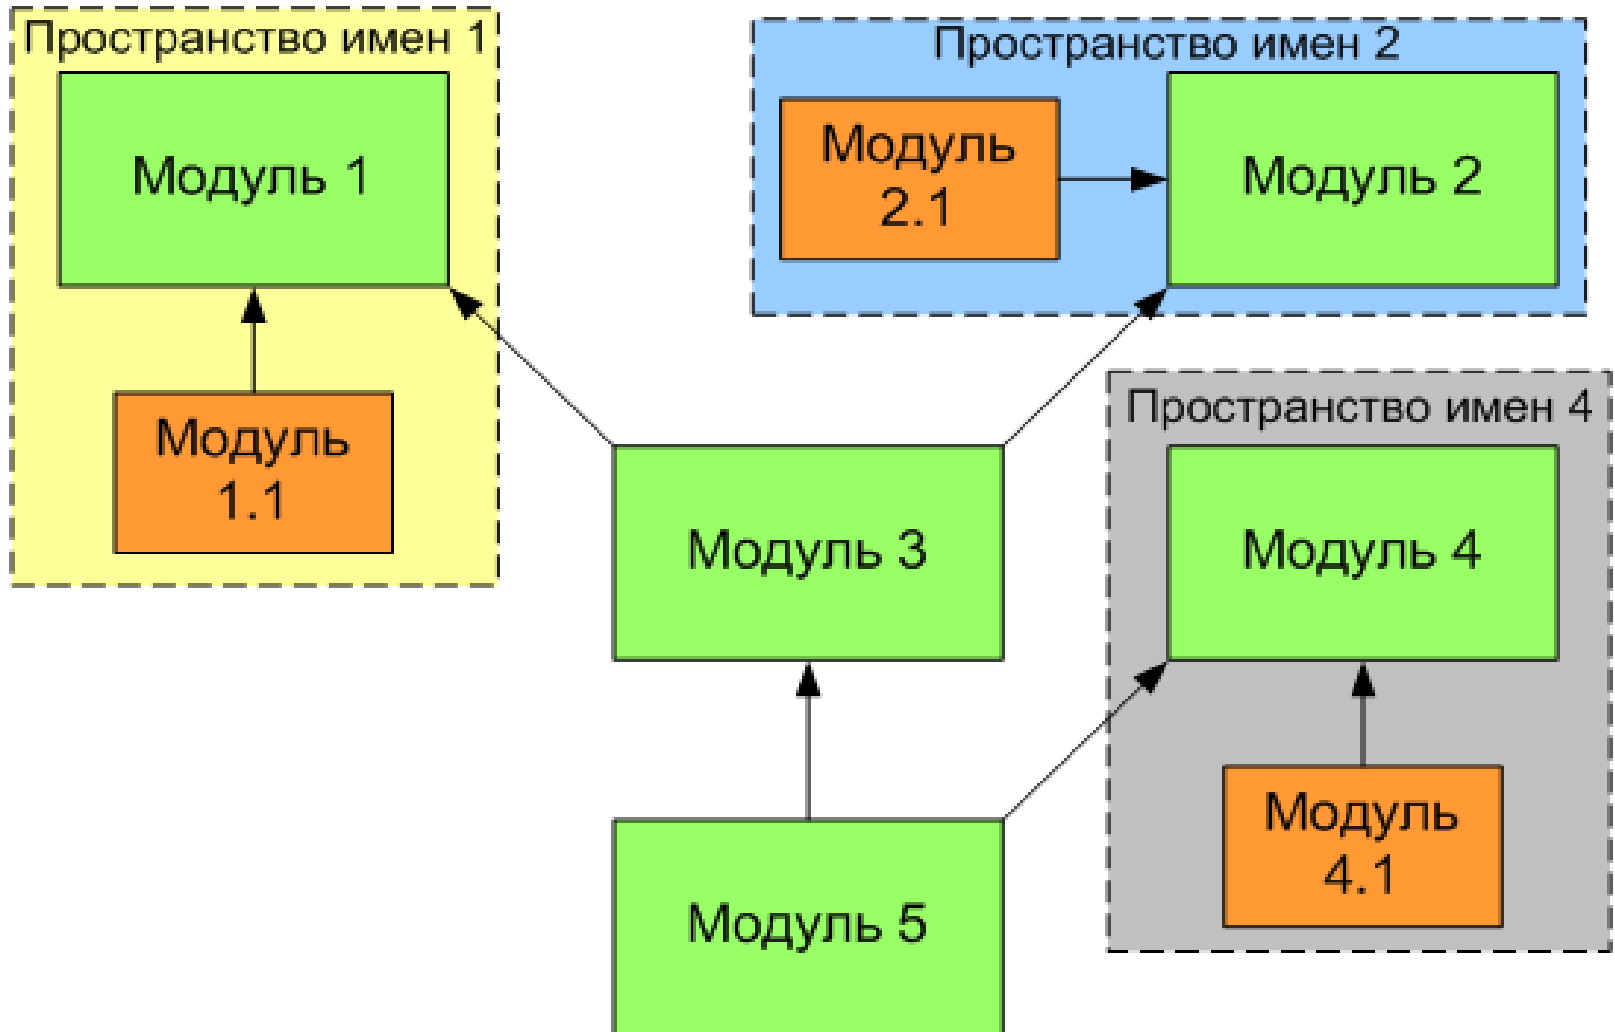 Пространство имен 1
Модуль 1
Модуль
1.1
Пространство имен 2
Модуль
2.1
Модуль 2
Модуль 3
Пространство имен 4
Модуль 4
Модуль
4.1
Модуль 5